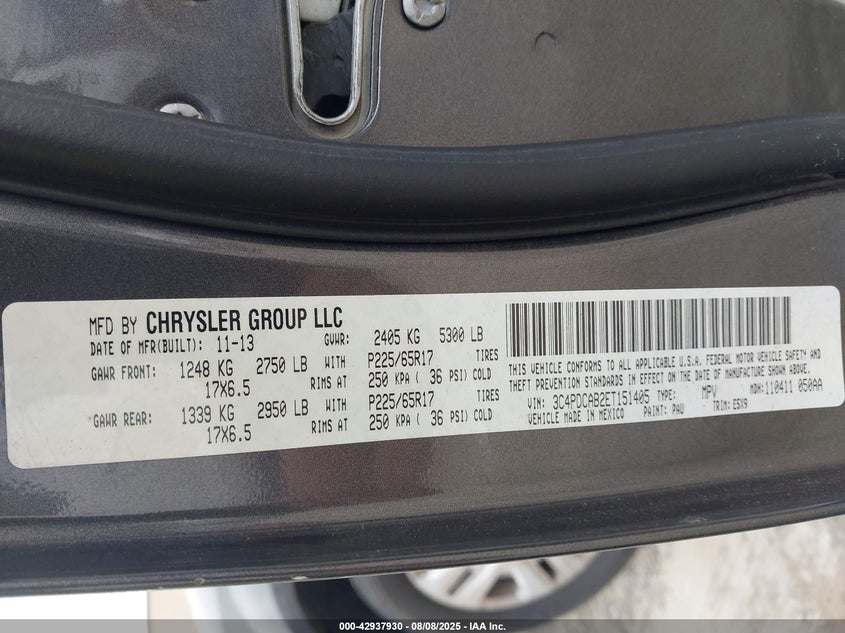 MFD BY CHRYSLER GROUP LLC
DATE OF MFR(BUILT): 11-13 GVWR: 2405 KG 5300 LB
GAWR FRONT: 1248 KG 2750 LB WITH P225/65R17 TIRES
17X6.5 RIMS AT 250 KPA ( 36 PSI) COLD
GAWR REAR: 1339 KG 2950 LB WITH P225/65R17 TIRES
17X6.5 RIMS AT 250 KPA ( 36 PSI) COLD
THIS VEHICLE CONFORMS TO ALL APPLICABLE U.S.A. FEDERAL MOTOR VEHICLE SAFETY AND
THEFT PREVENTION STANDARDS IN EFFECT ON THE DATE OF MANUFACTURE SHOWN ABOVE.
VIN: 3C4PDCAB2ET151405 TYPE: MPV MDH: 110411 050AA
VEHICLE MADE IN MEXICO PAINT: PAU TRIM: E5X9
000-42937930 - 08/08/2025 - IAA Inc.